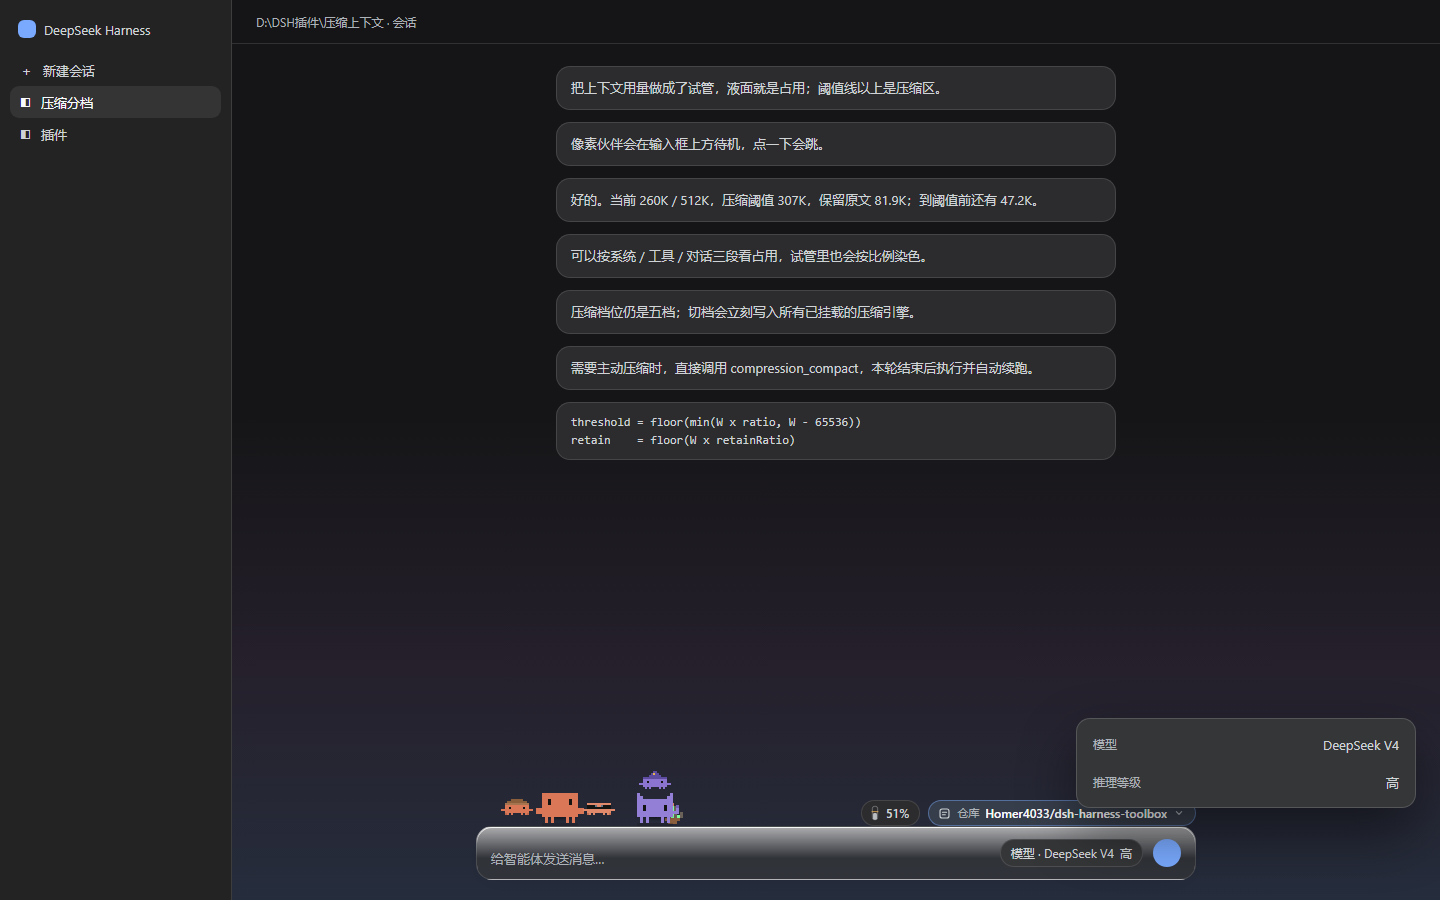 DeepSeek Harness
+ 新建会话
压缩分档
插件
D:\DSH插件\压缩上下文 · 会话
把上下文用量做成了试管，液面就是占用；阈值线以上是压缩区。
像素伙伴会在输入框上方待机，点一下会跳。
好的。当前 260K / 512K，压缩阈值 307K，保留原文 81.9K；到阈值前还有 47.2K。
可以按系统 / 工具 / 对话三段看占用，试管里也会按比例染色。
压缩档位仍是五档；切档会立刻写入所有已挂载的压缩引擎。
需要主动压缩时，直接调用 compression_compact，本轮结束后执行并自动续跑。
threshold = floor(min(W x ratio, W - 65536))
retain    = floor(W x retainRatio)
模型 DeepSeek V4
推理等级 高
51%
仓库 Homer4033/dsh-harness-toolbox
给智能体发送消息...
模型 · DeepSeek V4 高